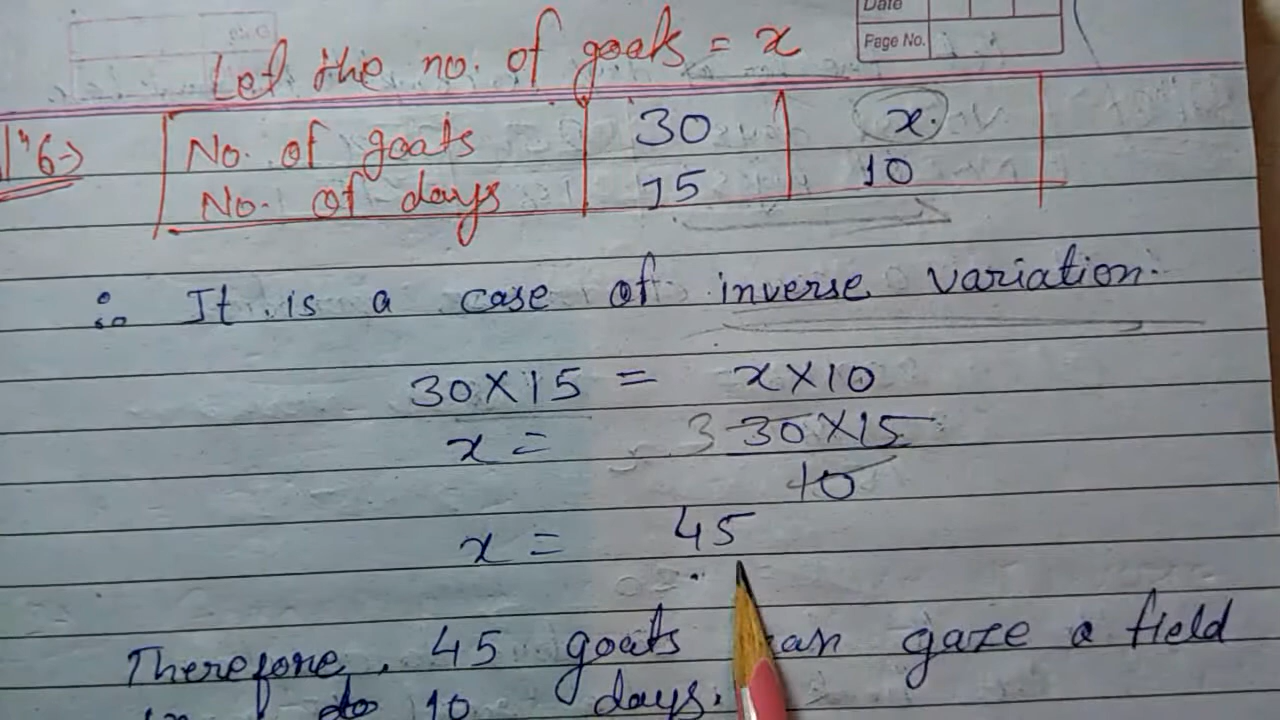 Date
Page No.
Let the no. of goats = x
6→ No. of goats 30 x.
No. of days 15 10
∴ It is a case of inverse variation.
30×15 = x×10
x = 3 30×15
10
x = 45
Therefore, 45 goats can gaze a field
in 10 days.